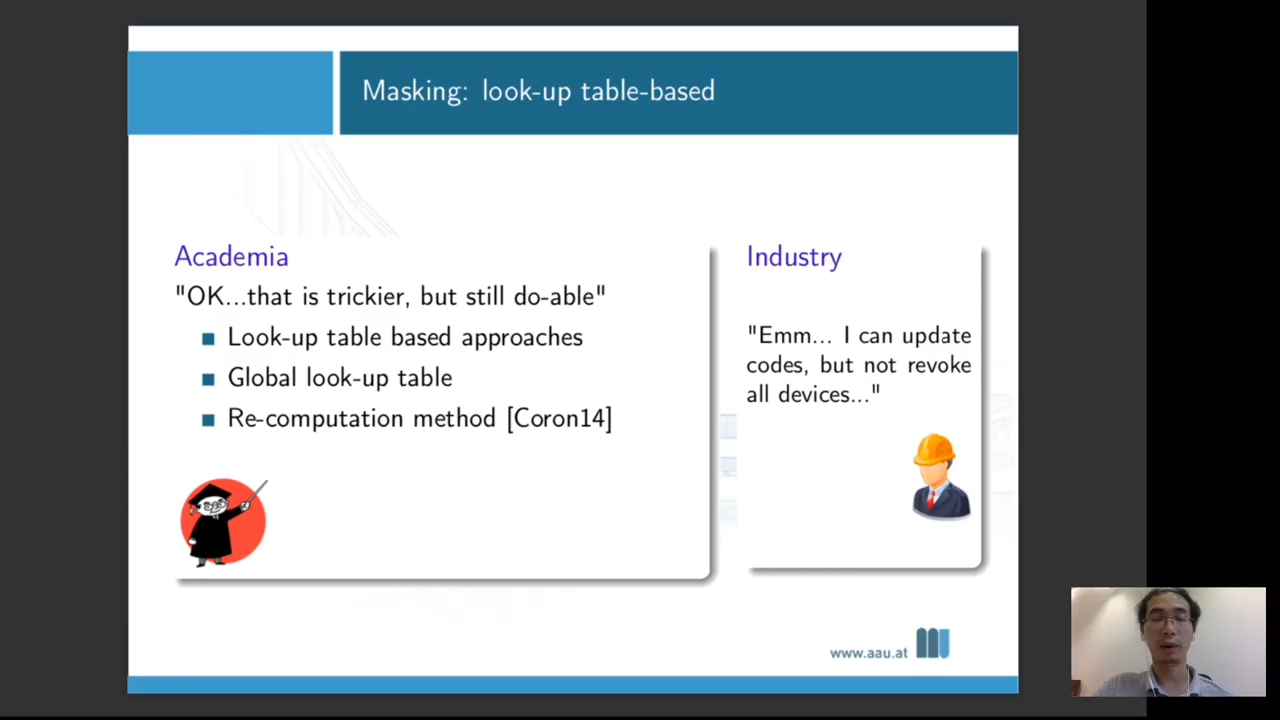 Masking: look-up table-based
Academia
"OK...that is trickier, but still do-able"
Look-up table based approaches
Global look-up table
Re-computation method [Coron14]
Industry
"Emm... I can update
codes, but not revoke
all devices..."
www.aau.at